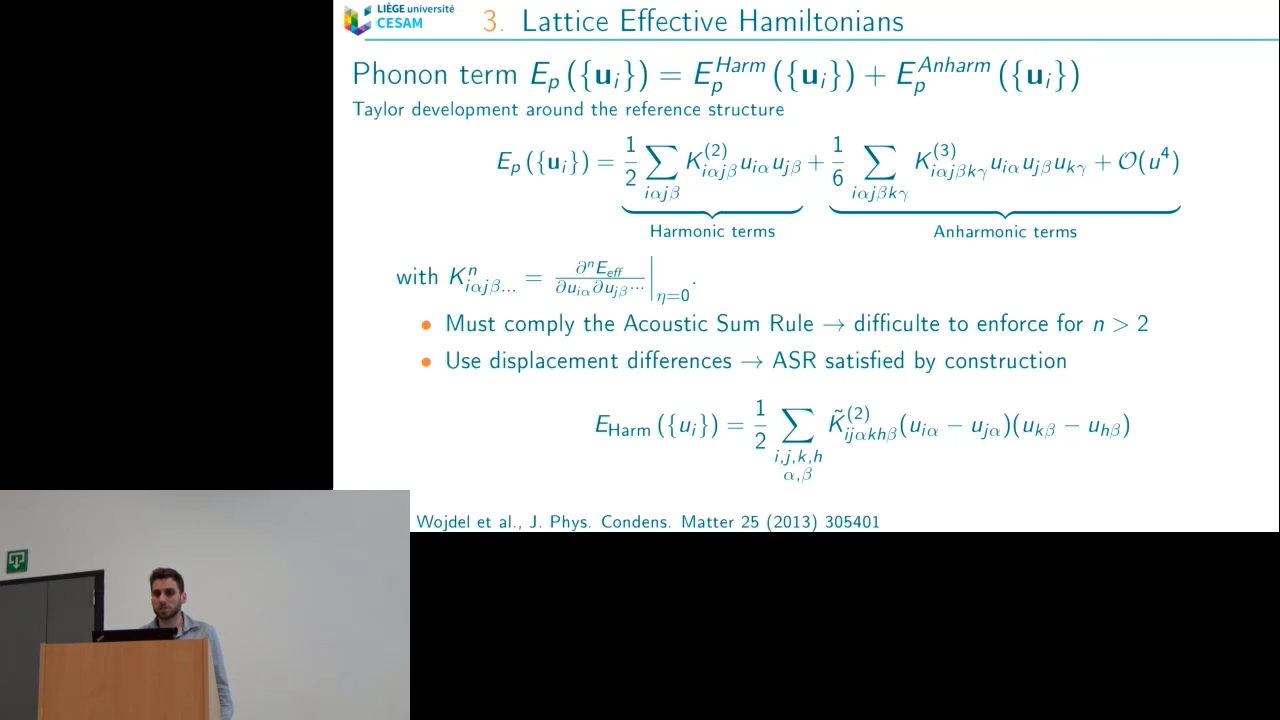 LIÈGE université
CESAM
3. Lattice Effective Hamiltonians
Phonon term E_p({u_i}) = E_p^{Harm}({u_i}) + E_p^{Anharm}({u_i})
Taylor development around the reference structure
E_p({u_i}) = 1/2 ∑_{iαjβ} K^{(2)}_{iαjβ} u_{iα} u_{jβ} + 1/6 ∑_{iαjβkγ} K^{(3)}_{iαjβkγ} u_{iα} u_{jβ} u_{kγ} + O(u^4)
Harmonic terms Anharmonic terms
with K^n_{iαjβ...} = ∂^n E_{eff} / ∂u_{iα}∂u_{jβ}⋯ |_{η=0}.
• Must comply the Acoustic Sum Rule → difficulte to enforce for n > 2
• Use displacement differences → ASR satisfied by construction
E_{Harm}({u_i}) = 1/2 ∑_{i,j,k,h α,β} K̃^{(2)}_{ijαkhβ}(u_{iα} − u_{jα})(u_{kβ} − u_{hβ})
Wojdel et al., J. Phys. Condens. Matter 25 (2013) 305401